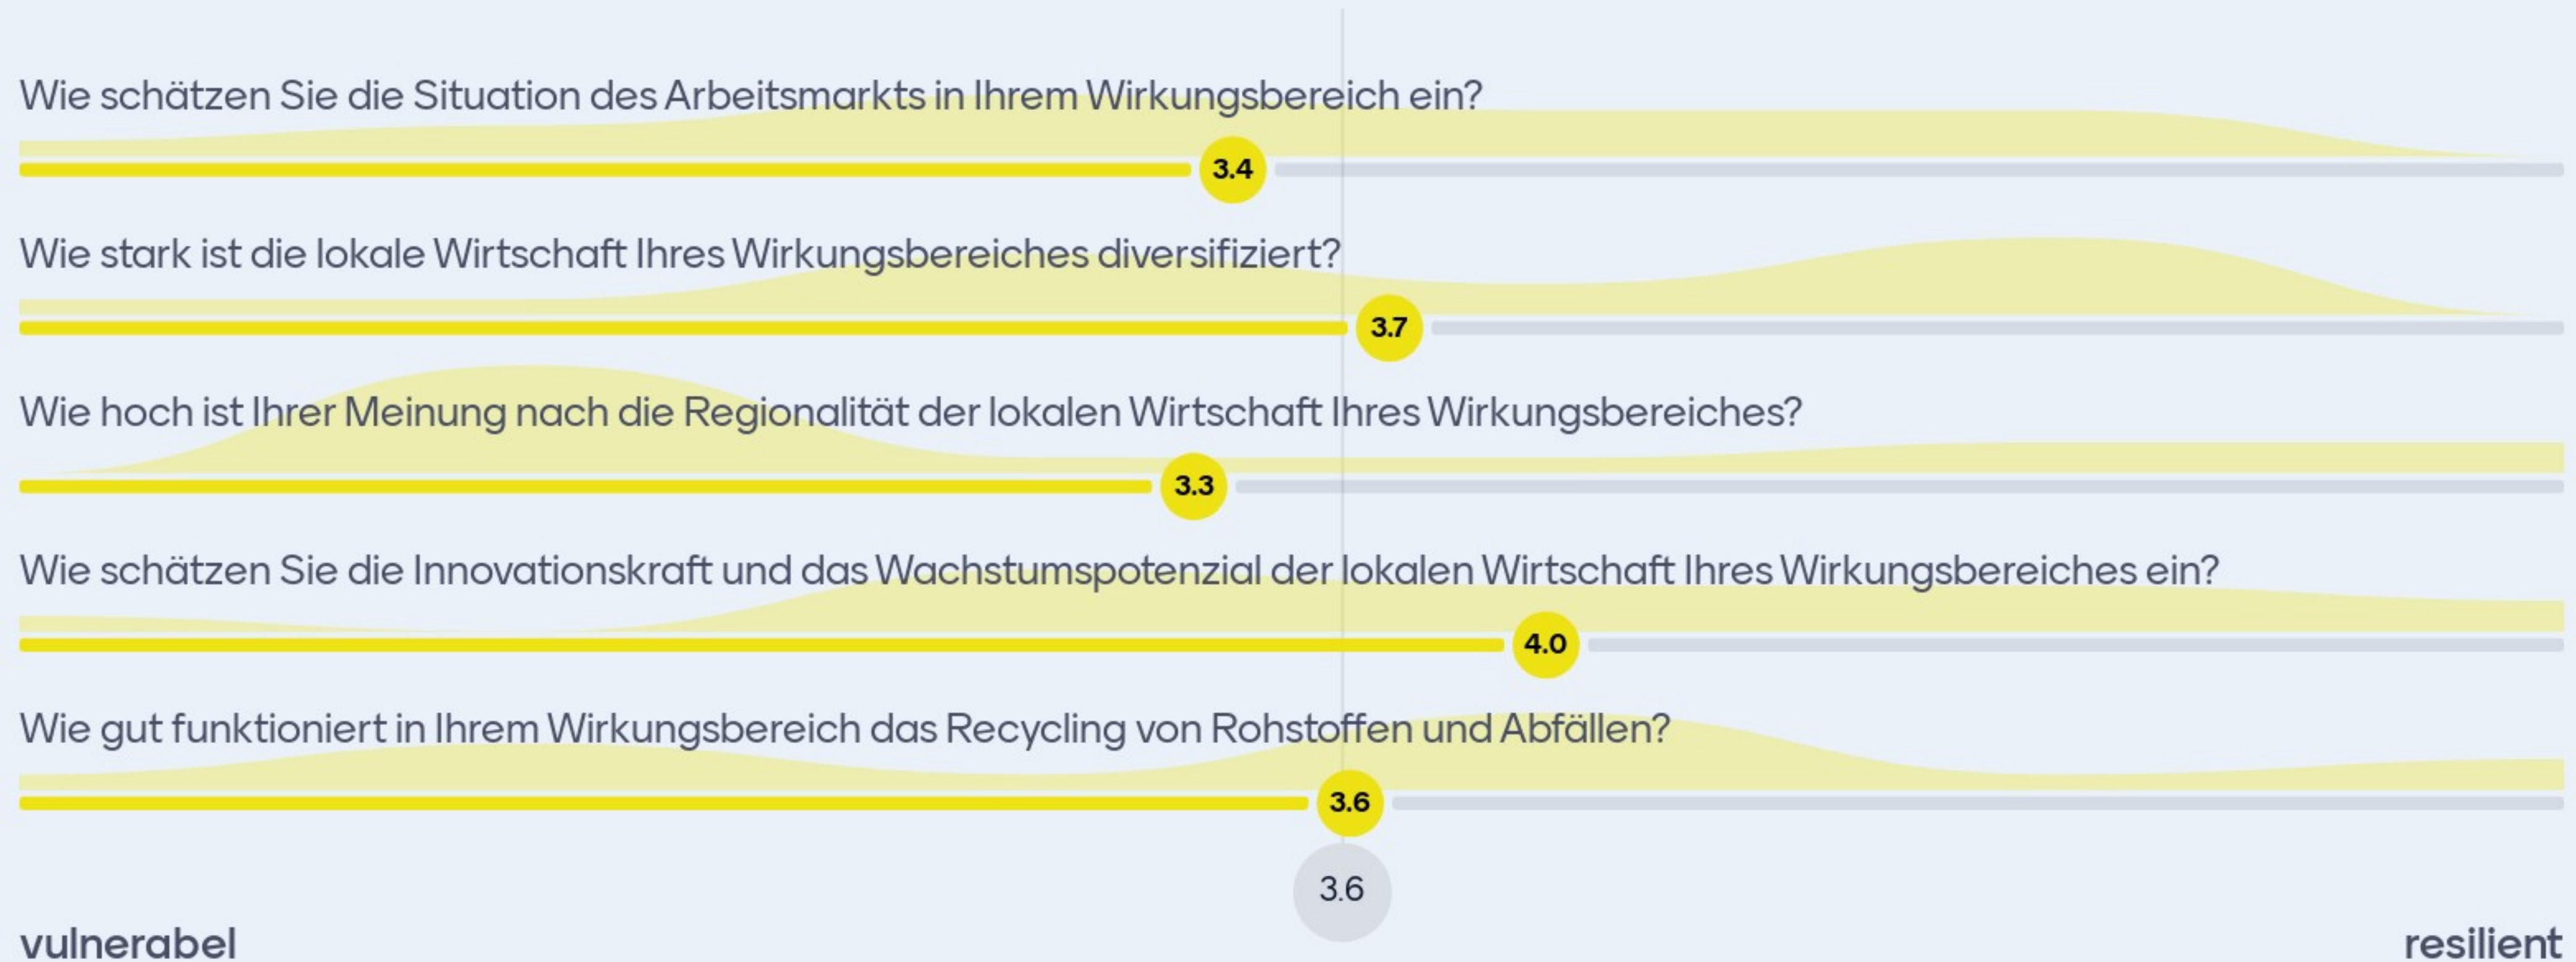 Wie schätzen Sie die Situation des Arbeitsmarkts in Ihrem Wirkungsbereich ein?
3.4
Wie stark ist die lokale Wirtschaft Ihres Wirkungsbereiches diversifiziert?
3.7
Wie hoch ist Ihrer Meinung nach die Regionalität der lokalen Wirtschaft Ihres Wirkungsbereiches?
3.3
Wie schätzen Sie die Innovationskraft und das Wachstumspotenzial der lokalen Wirtschaft Ihres Wirkungsbereiches ein?
4.0
Wie gut funktioniert in Ihrem Wirkungsbereich das Recycling von Rohstoffen und Abfällen?
3.6
3.6
vulnerabel
resilient